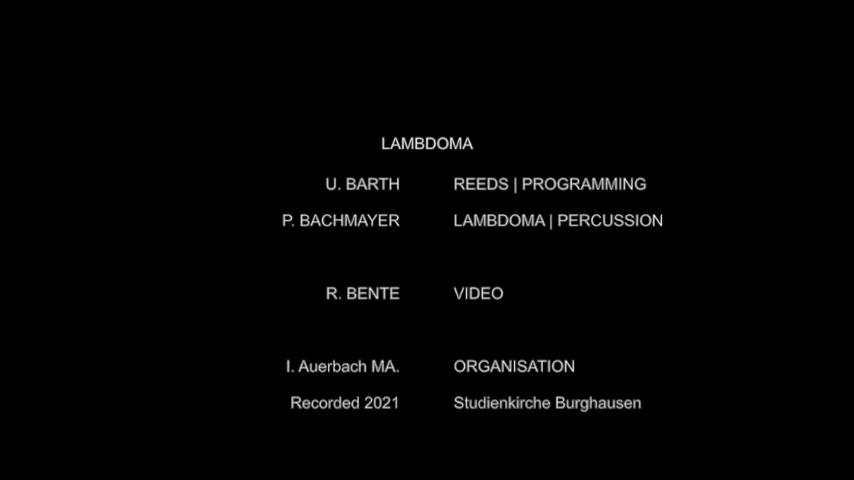 LAMBDOMA
U. BARTH REEDS | PROGRAMMING
P. BACHMAYER LAMBDOMA | PERCUSSION
R. BENTE VIDEO
I. Auerbach MA. ORGANISATION
Recorded 2021 Studienkirche Burghausen